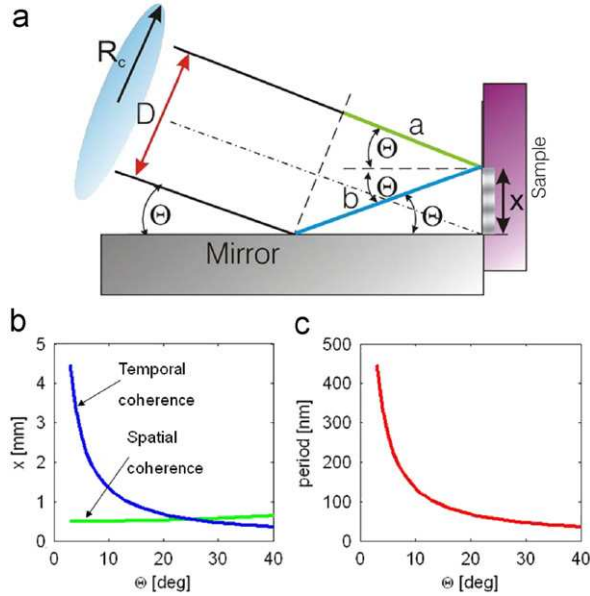 a
R_c
D
a
Θ
Θ
b
Θ
Θ
x
Sample
Mirror
b
c
5
4
3
2
1
0
x [mm]
Temporal
coherence
Spatial
coherence
0 10 20 30 40
Θ [deg]
500
400
300
200
100
0
period [nm]
0 10 20 30 40
Θ [deg]